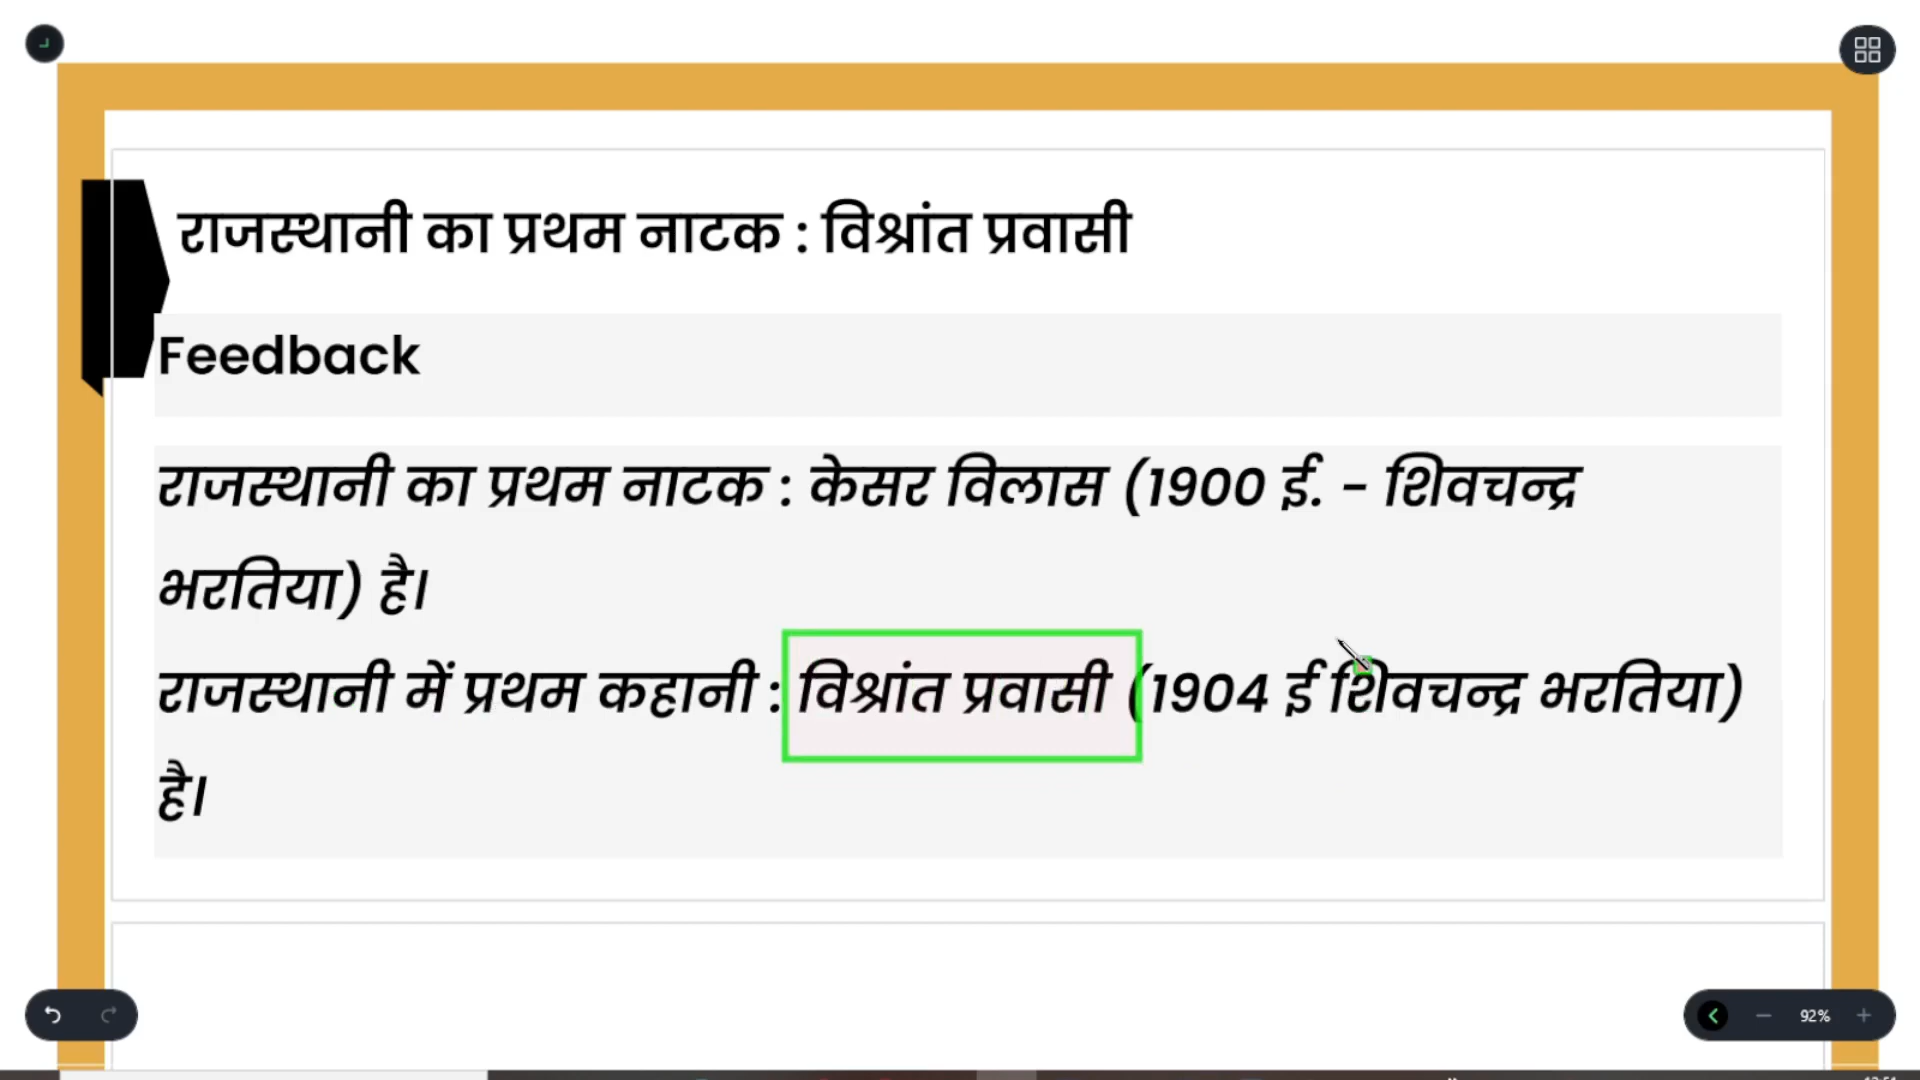 राजस्थानी का प्रथम नाटक : विश्रांत प्रवासी
Feedback
राजस्थानी का प्रथम नाटक : केसर विलास (1900 ई. - शिवचन्द्र
भरतिया) है।
राजस्थानी में प्रथम कहानी : विश्रांत प्रवासी (1904 ई शिवचन्द्र भरतिया)
है।
92%